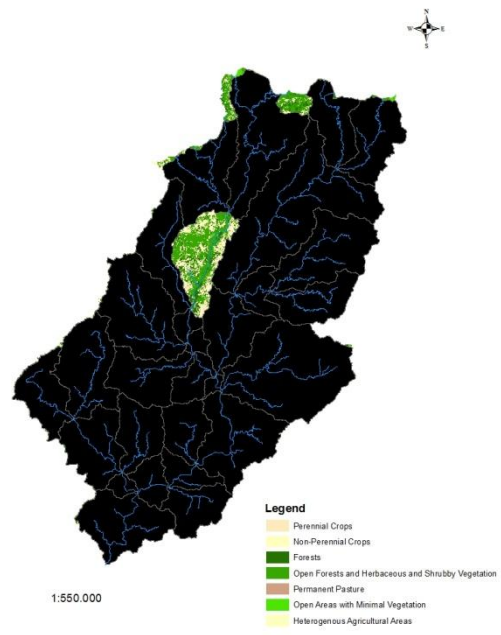 N
W E
S
Legend
Perennial Crops
Non-Perennial Crops
Forests
Open Forests and Herbaceous and Shrubby Vegetation
Permanent Pasture
Open Areas with Minimal Vegetation
Heterogenous Agricultural Areas
1:550.000